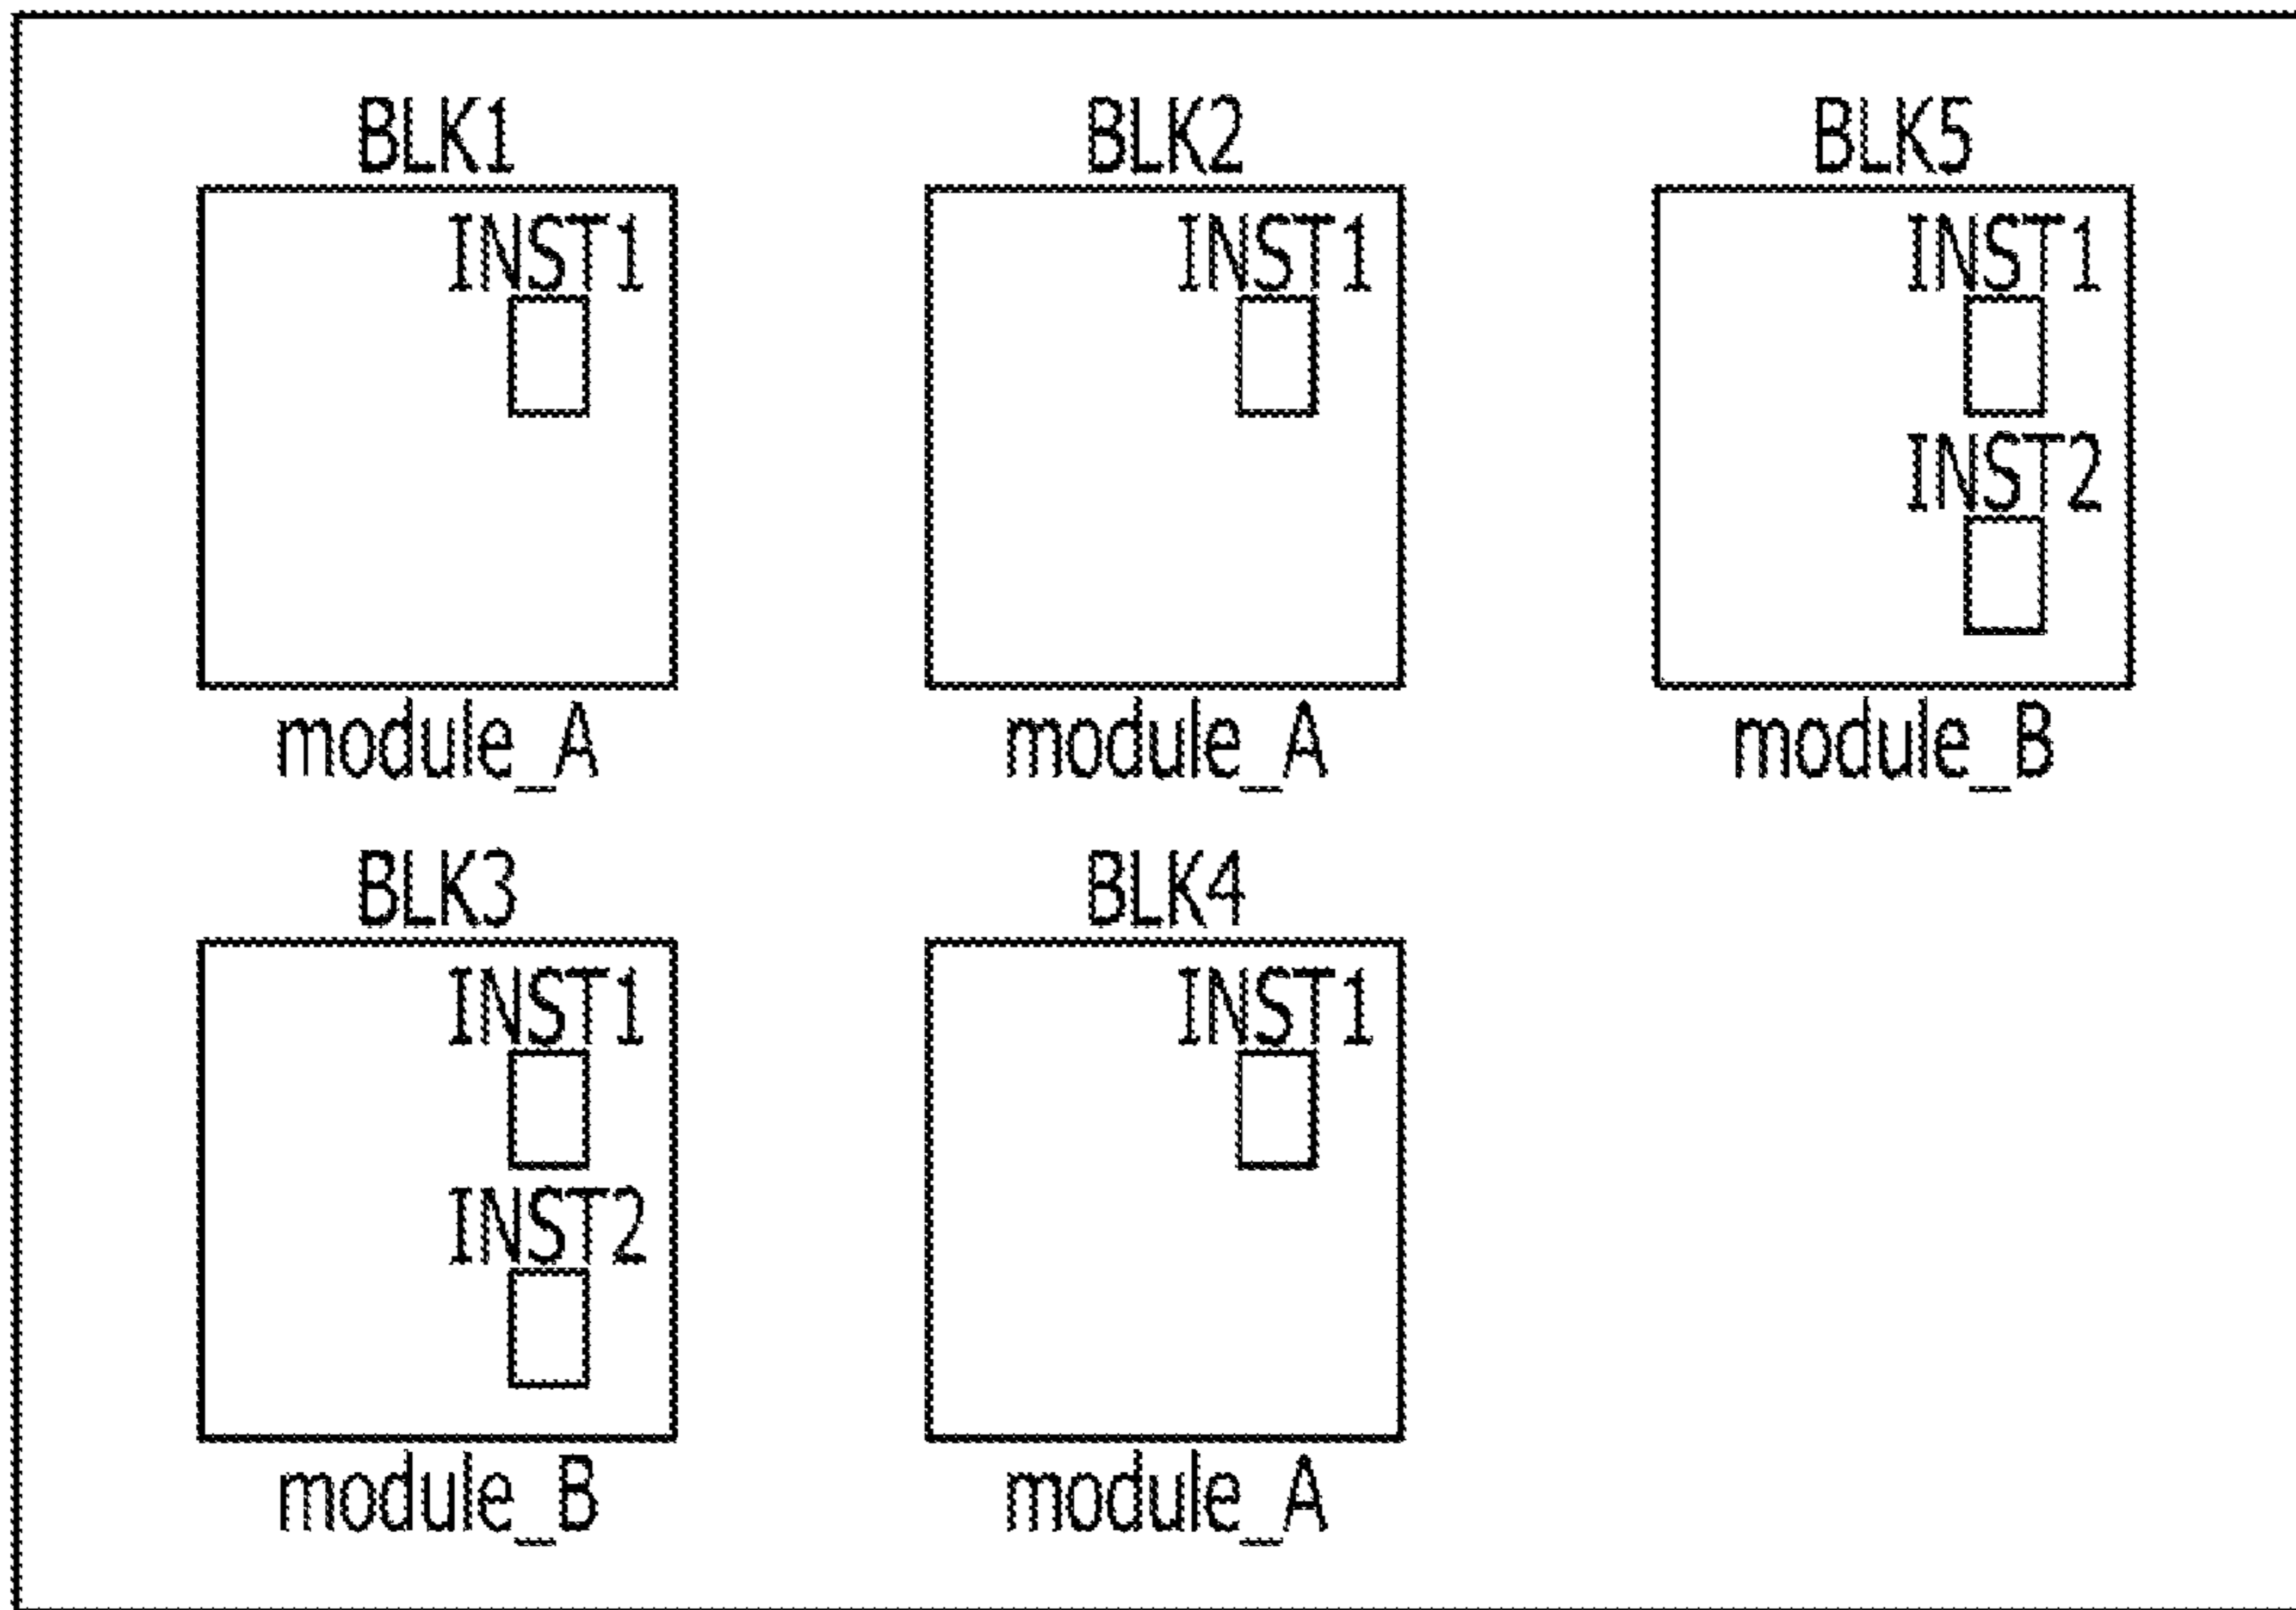 BLK1
INST1
module_A
BLK2
INST1
module_A
BLK5
INST1
INST2
module_B
BLK3
INST1
INST2
module_B
BLK4
INST1
module_A